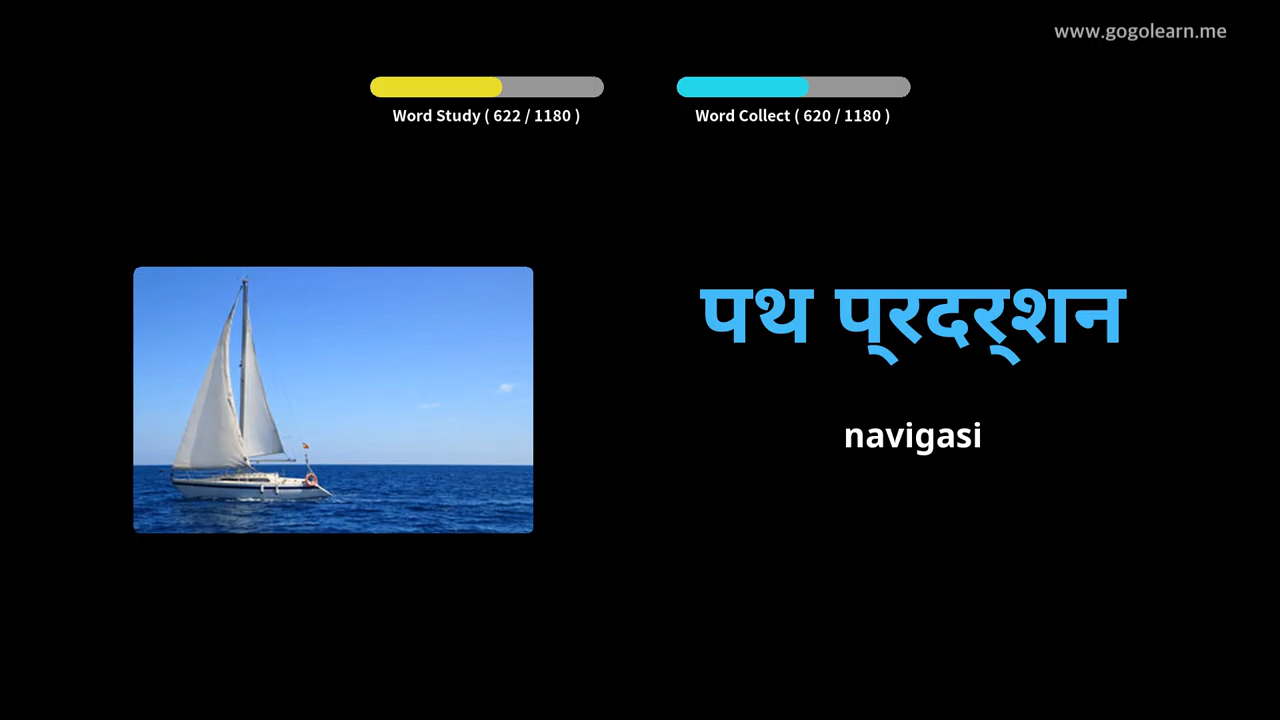 www.gogolearn.me
Word Study ( 622 / 1180 )
Word Collect ( 620 / 1180 )
पथ प्रदर्शन
navigasi